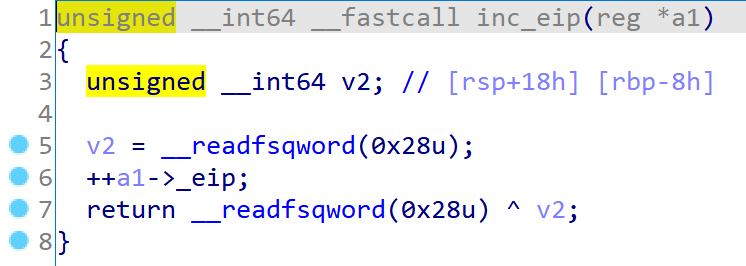 1 unsigned __int64 __fastcall inc_eip(reg *a1)
2 {
3 unsigned __int64 v2; // [rsp+18h] [rbp-8h]
4
5 v2 = __readfsqword(0x28u);
6 ++a1->_eip;
7 return __readfsqword(0x28u) ^ v2;
8 }